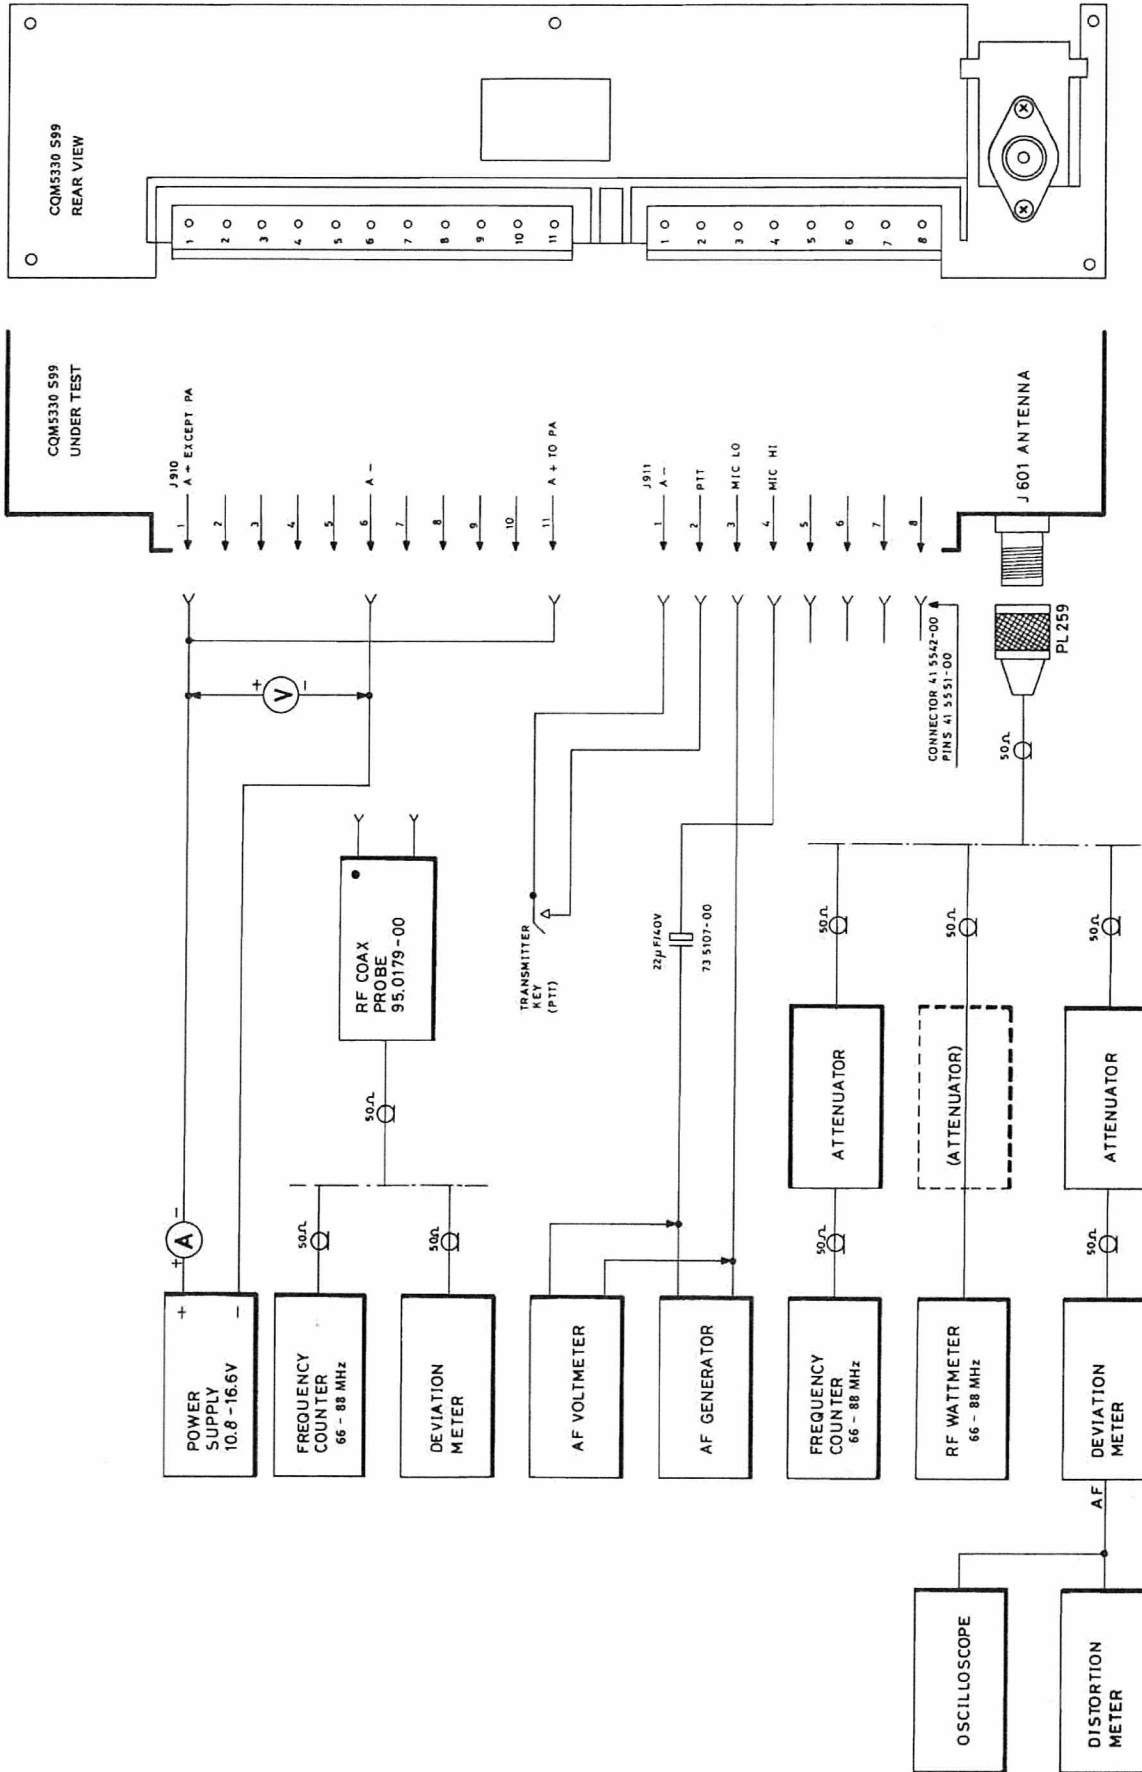 CQM5330 S99
REAR VIEW
1
2
3
4
5
6
7
8
9
10
11
1
2
3
4
5
6
7
8
CQM5330 S99
UNDER TEST
J910
1 A + EXCEPT PA
2
3
4
5
6 A -
7
8
9
10
11 A + TO PA
J911
1 A -
2 PTT
3 MIC LO
4 MIC HI
5
6
7
8
J601 ANTENNA
PL259
CONNECTOR 41 5542-00
PINS 41 5551-00
50Ω
+ V -
+ A -
POWER
SUPPLY
10.8 - 16.6V
+
-
RF COAX
PROBE
95.0179-00
50Ω
FREQUENCY
COUNTER
66 - 88 MHz
50Ω
DEVIATION
METER
50Ω
TRANSMITTER
KEY
(PTT)
22µF/40V
73 5107-00
AF VOLTMETER
AF GENERATOR
FREQUENCY
COUNTER
66 - 88 MHz
50Ω
ATTENUATOR
50Ω
RF WATTMETER
66 - 88 MHz
(ATTENUATOR)
50Ω
DEVIATION
METER
50Ω
ATTENUATOR
50Ω
AF
OSCILLOSCOPE
DISTORTION
METER